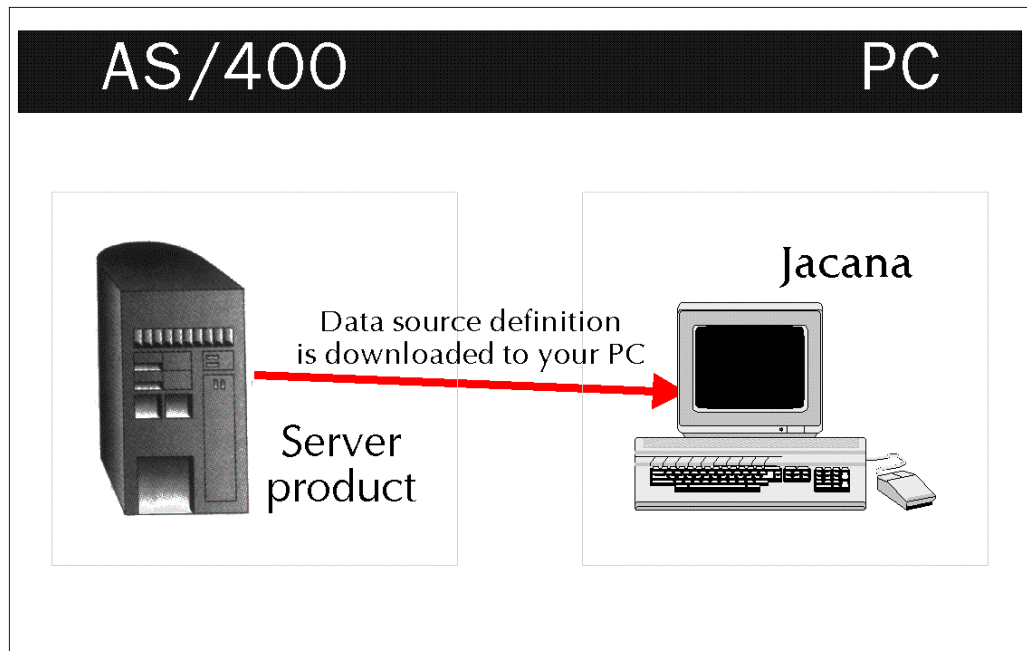 AS/400 PC
Jacana
Data source definition
is downloaded to your PC
Server
product